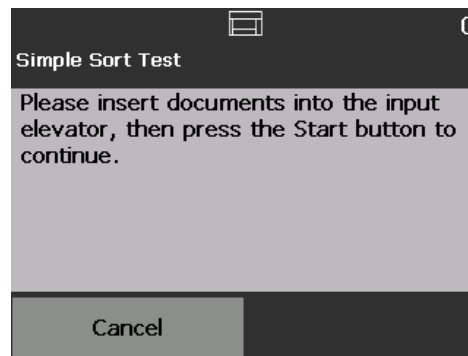 Simple Sort Test
Please insert documents into the input
elevator, then press the Start button to
continue.
Cancel